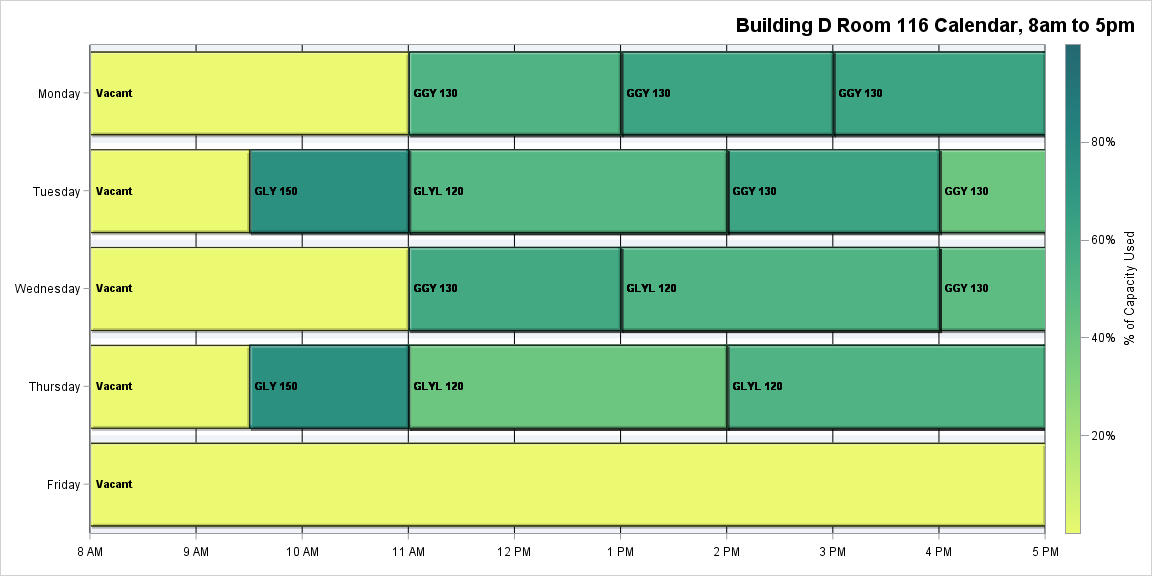 Building D Room 116 Calendar, 8am to 5pm
Monday
Vacant
GGY 130
GGY 130
GGY 130
Tuesday
Vacant
GLY 150
GLYL 120
GGY 130
GGY 130
Wednesday
Vacant
GGY 130
GLYL 120
GGY 130
Thursday
Vacant
GLY 150
GLYL 120
GLYL 120
Friday
Vacant
8 AM
9 AM
10 AM
11 AM
12 PM
1 PM
2 PM
3 PM
4 PM
5 PM
80%
60%
40%
20%
% of Capacity Used